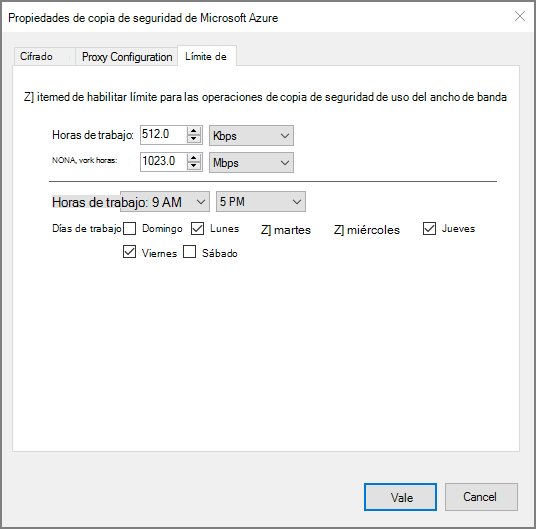 Propiedades de copia de seguridad de Microsoft Azure
Cifrado Proxy Configuration Límite de
Z] itemed de habilitar límite para las operaciones de copia de seguridad de uso del ancho de banda
Horas de trabajo: 512.0 Kbps
NONA, vork horas: 1023.0 Mbps
Horas de trabajo: 9 AM 5 PM
Días de trabajo Domingo Lunes Z] martes Z] miércoles Jueves
Viernes Sábado
Vale Cancel